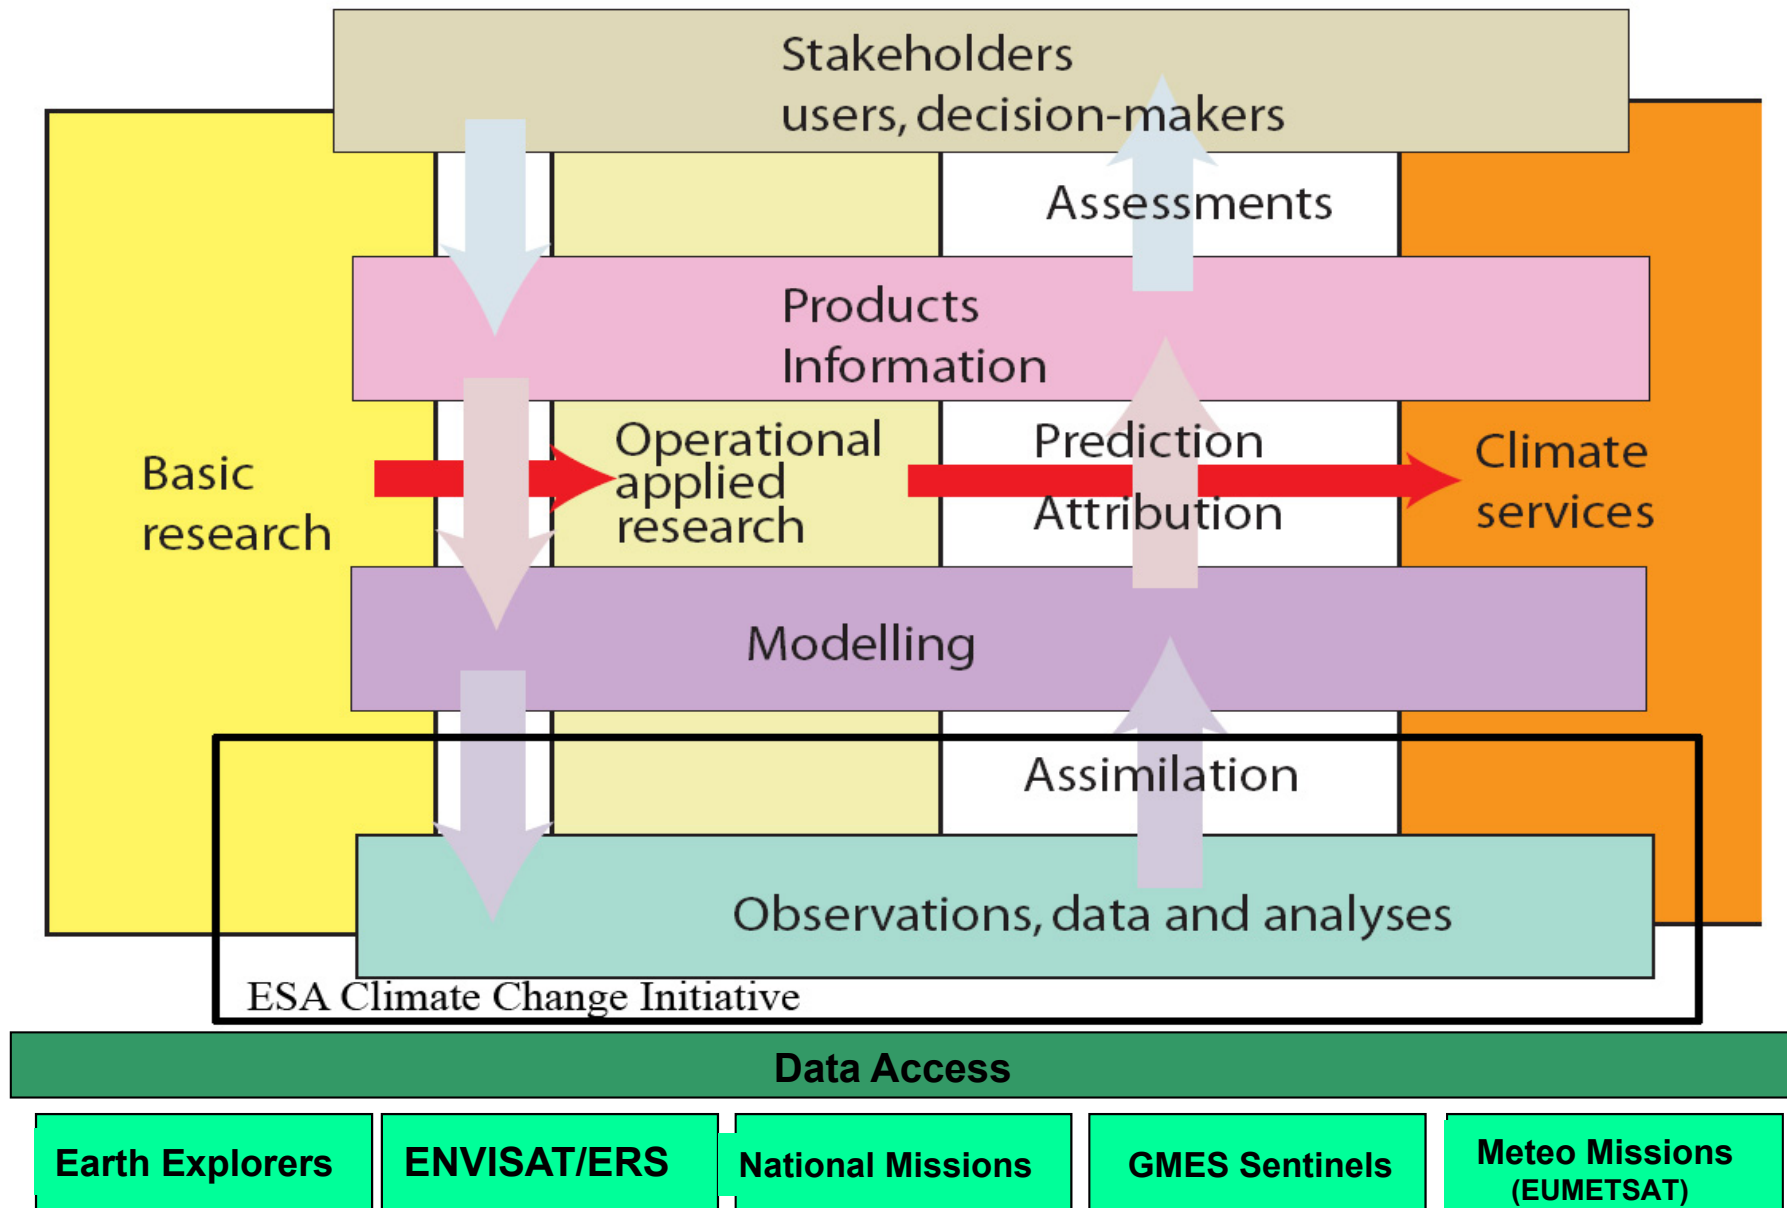 Stakeholders
users, decision-makers
Assessments
Products
Information
Basic
research
Operational
applied
research
Prediction
Attribution
Climate
services
Modelling
Assimilation
Observations, data and analyses
ESA Climate Change Initiative
Data Access
Earth Explorers
ENVISAT/ERS
National Missions
GMES Sentinels
Meteo Missions
(EUMETSAT)